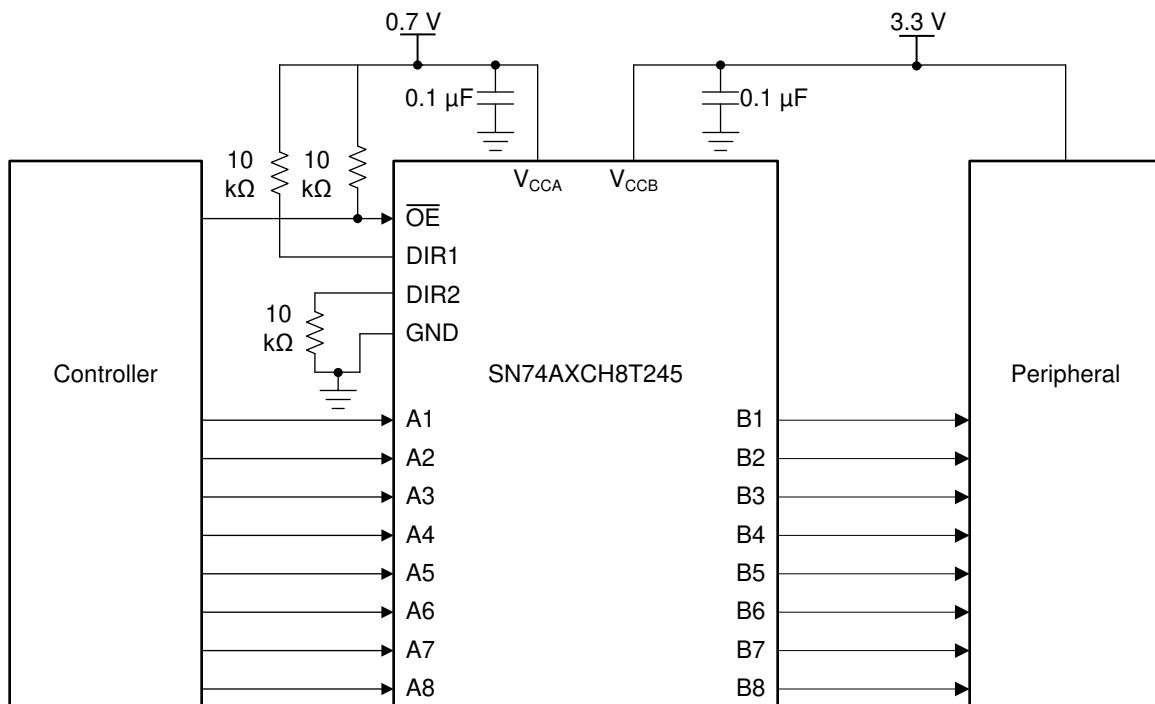 0.7 V
3.3 V
0.1 µF
0.1 µF
10
kΩ
10
kΩ
VCCA
VCCB
OE
DIR1
DIR2
10
kΩ
GND
Controller
SN74AXCH8T245
Peripheral
A1
B1
A2
B2
A3
B3
A4
B4
A5
B5
A6
B6
A7
B7
A8
B8